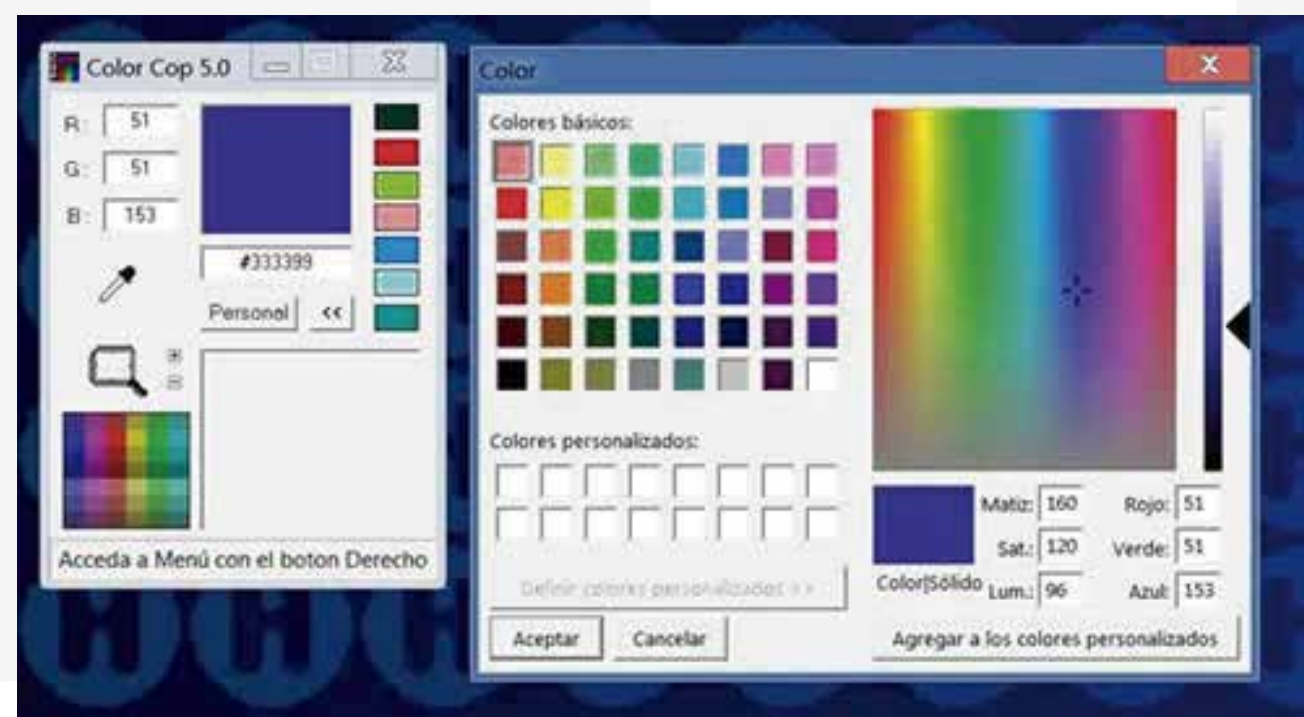 Color Cop 5.0
R: 51
G: 51
B: 153
#333399
Personal <<
Acceda a Menú con el boton Derecho
Color
Colores básicos:
Colores personalizados:
Definir colores personalizados >>
Aceptar Cancelar
Matiz: 160 Rojo: 51
Sat.: 120 Verde: 51
Color|Sólido Lum.: 96 Azul: 153
Agregar a los colores personalizados